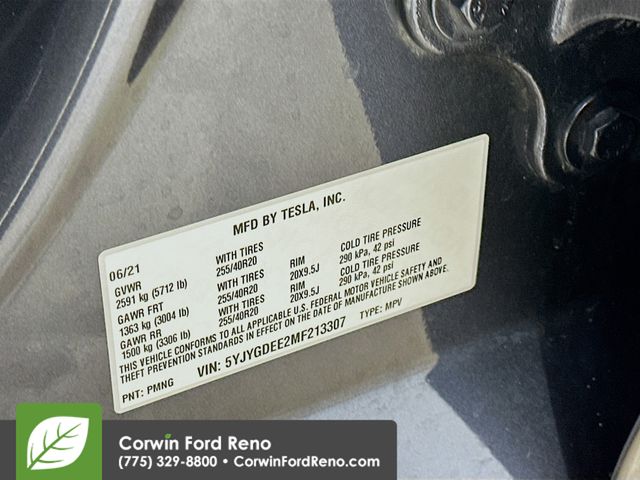 MFD BY TESLA, INC.
06/21
GVWR WITH TIRES RIM COLD TIRE PRESSURE
2591 kg (5712 lb) 255/40R20 20X9.5J 290 kPa, 42 psi
GAWR FRT WITH TIRES RIM COLD TIRE PRESSURE
1363 kg (3004 lb) 255/40R20 20X9.5J 290 kPa, 42 psi
GAWR RR
1500 kg (3306 lb) 255/40R20
THIS VEHICLE CONFORMS TO ALL APPLICABLE U.S. FEDERAL MOTOR VEHICLE SAFETY AND
THEFT PREVENTION STANDARDS IN EFFECT ON THE DATE OF MANUFACTURE SHOWN ABOVE.
VIN: 5YJYGDEE2MF213307 TYPE: MPV
PNT: PMNG
Corwin Ford Reno
(775) 329-8800 • CorwinFordReno.com